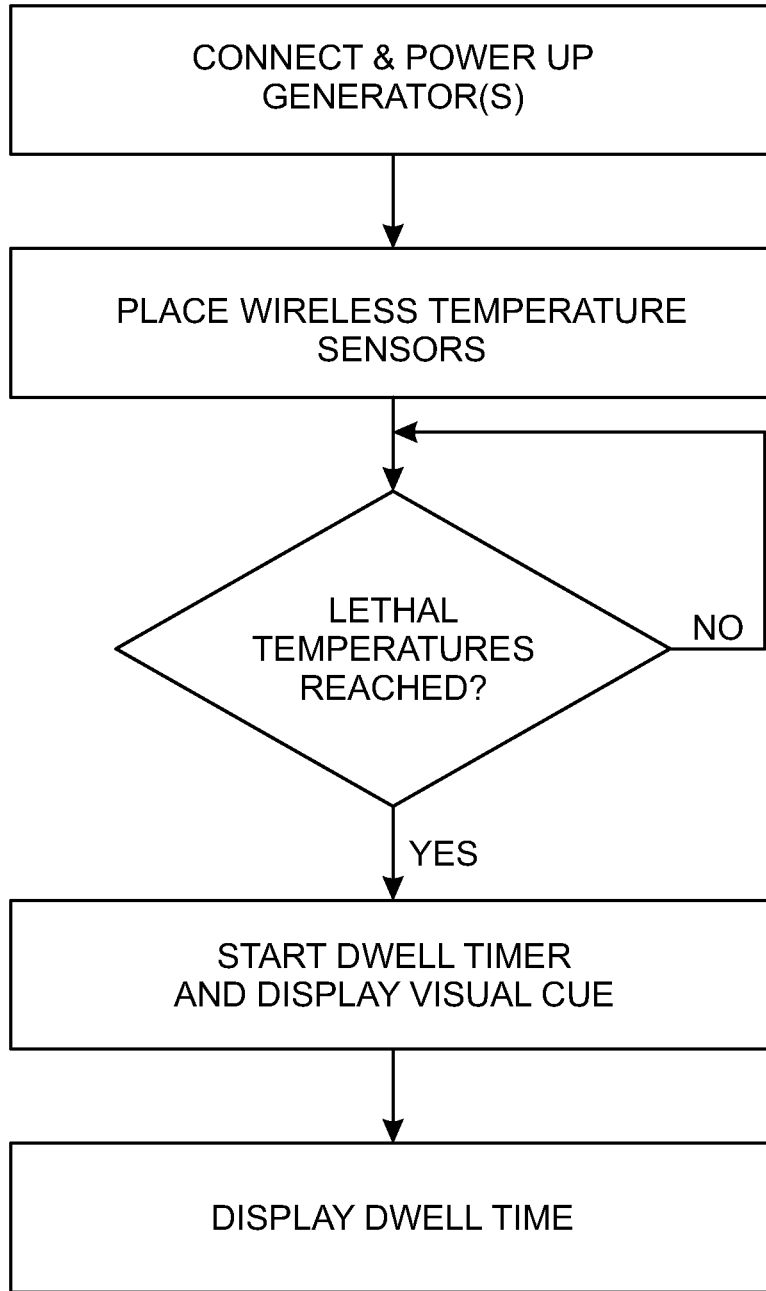 CONNECT & POWER UP
GENERATOR(S)
PLACE WIRELESS TEMPERATURE
SENSORS
LETHAL
TEMPERATURES
REACHED?
NO
YES
START DWELL TIMER
AND DISPLAY VISUAL CUE
DISPLAY DWELL TIME